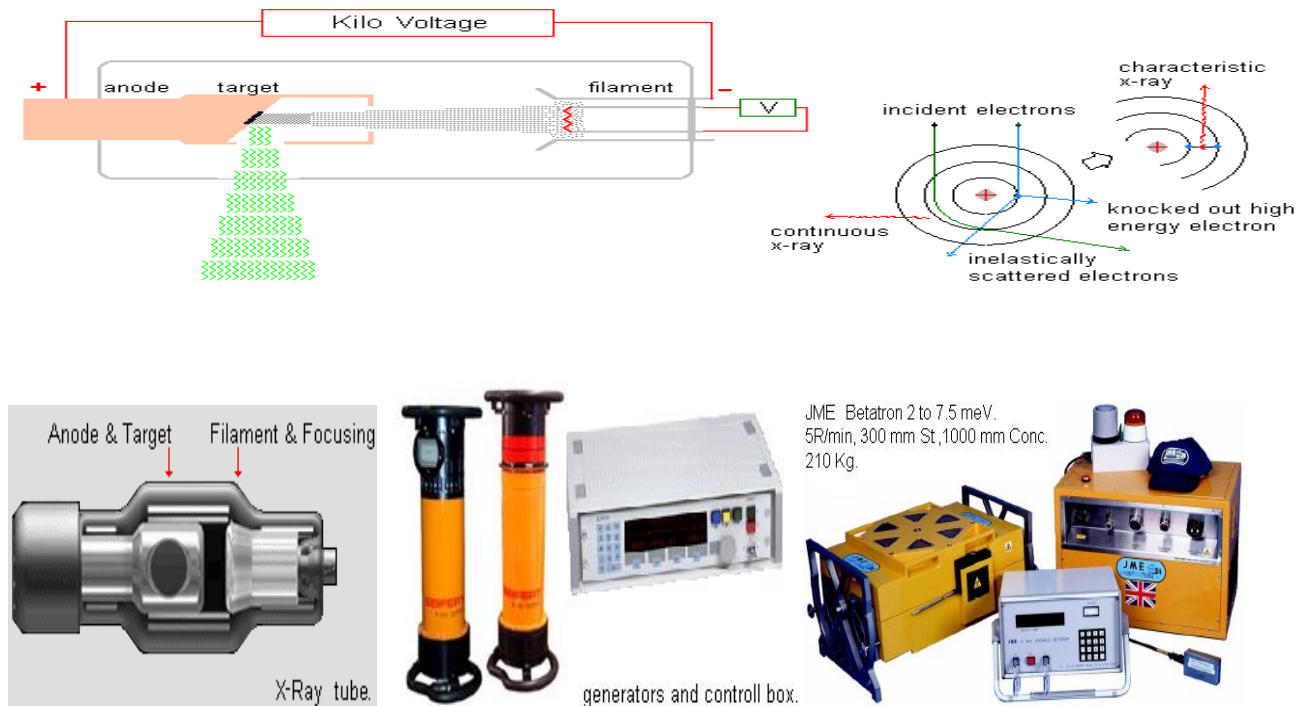 Kilo Voltage
+
anode
target
filament
–
V
characteristic
x-ray
incident electrons
+
+
continuous
x-ray
knocked out high
energy electron
inelastically
scattered electrons
Anode & Target
Filament & Focusing
X-Ray tube.
SEIFERT
generators and controll box.
JME Betatron 2 to 7.5 meV.
5R/min, 300 mm St ,1000 mm Conc.
210 Kg.
JME
JME